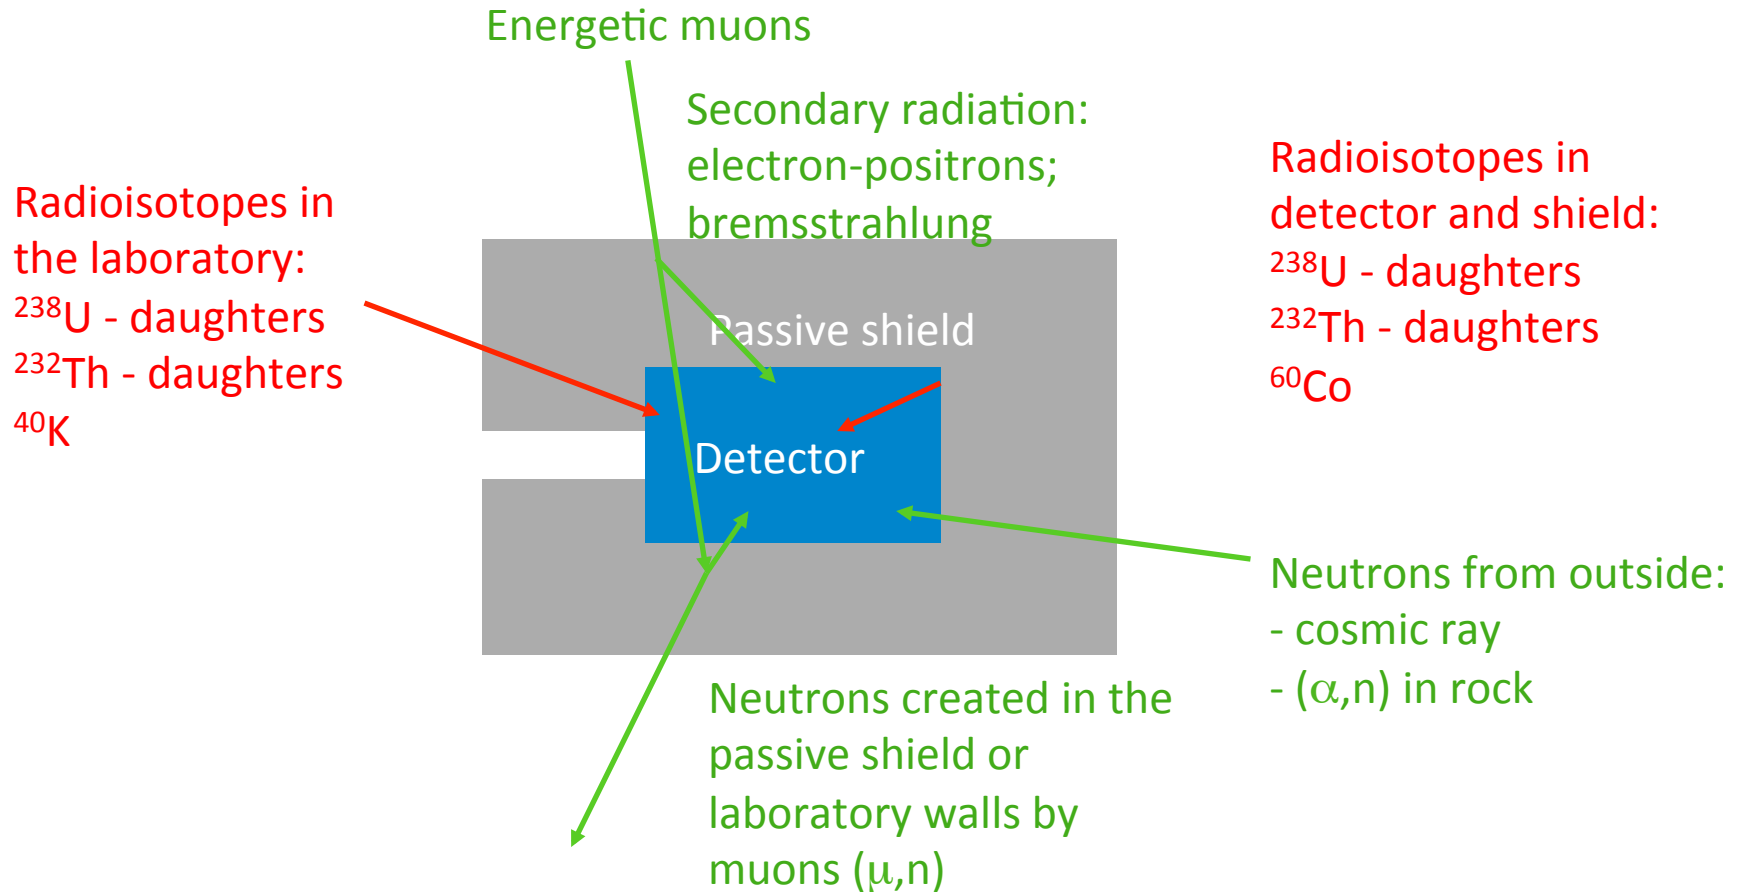 Energetic muons
Secondary radiation:
electron-positrons;
bremsstrahlung
Radioisotopes in
the laboratory:
²³⁸U - daughters
²³²Th - daughters
⁴⁰K
Radioisotopes in
detector and shield:
²³⁸U - daughters
²³²Th - daughters
⁶⁰Co
Passive shield
Detector
Neutrons from outside:
- cosmic ray
- (α,n) in rock
Neutrons created in the
passive shield or
laboratory walls by
muons (μ,n)